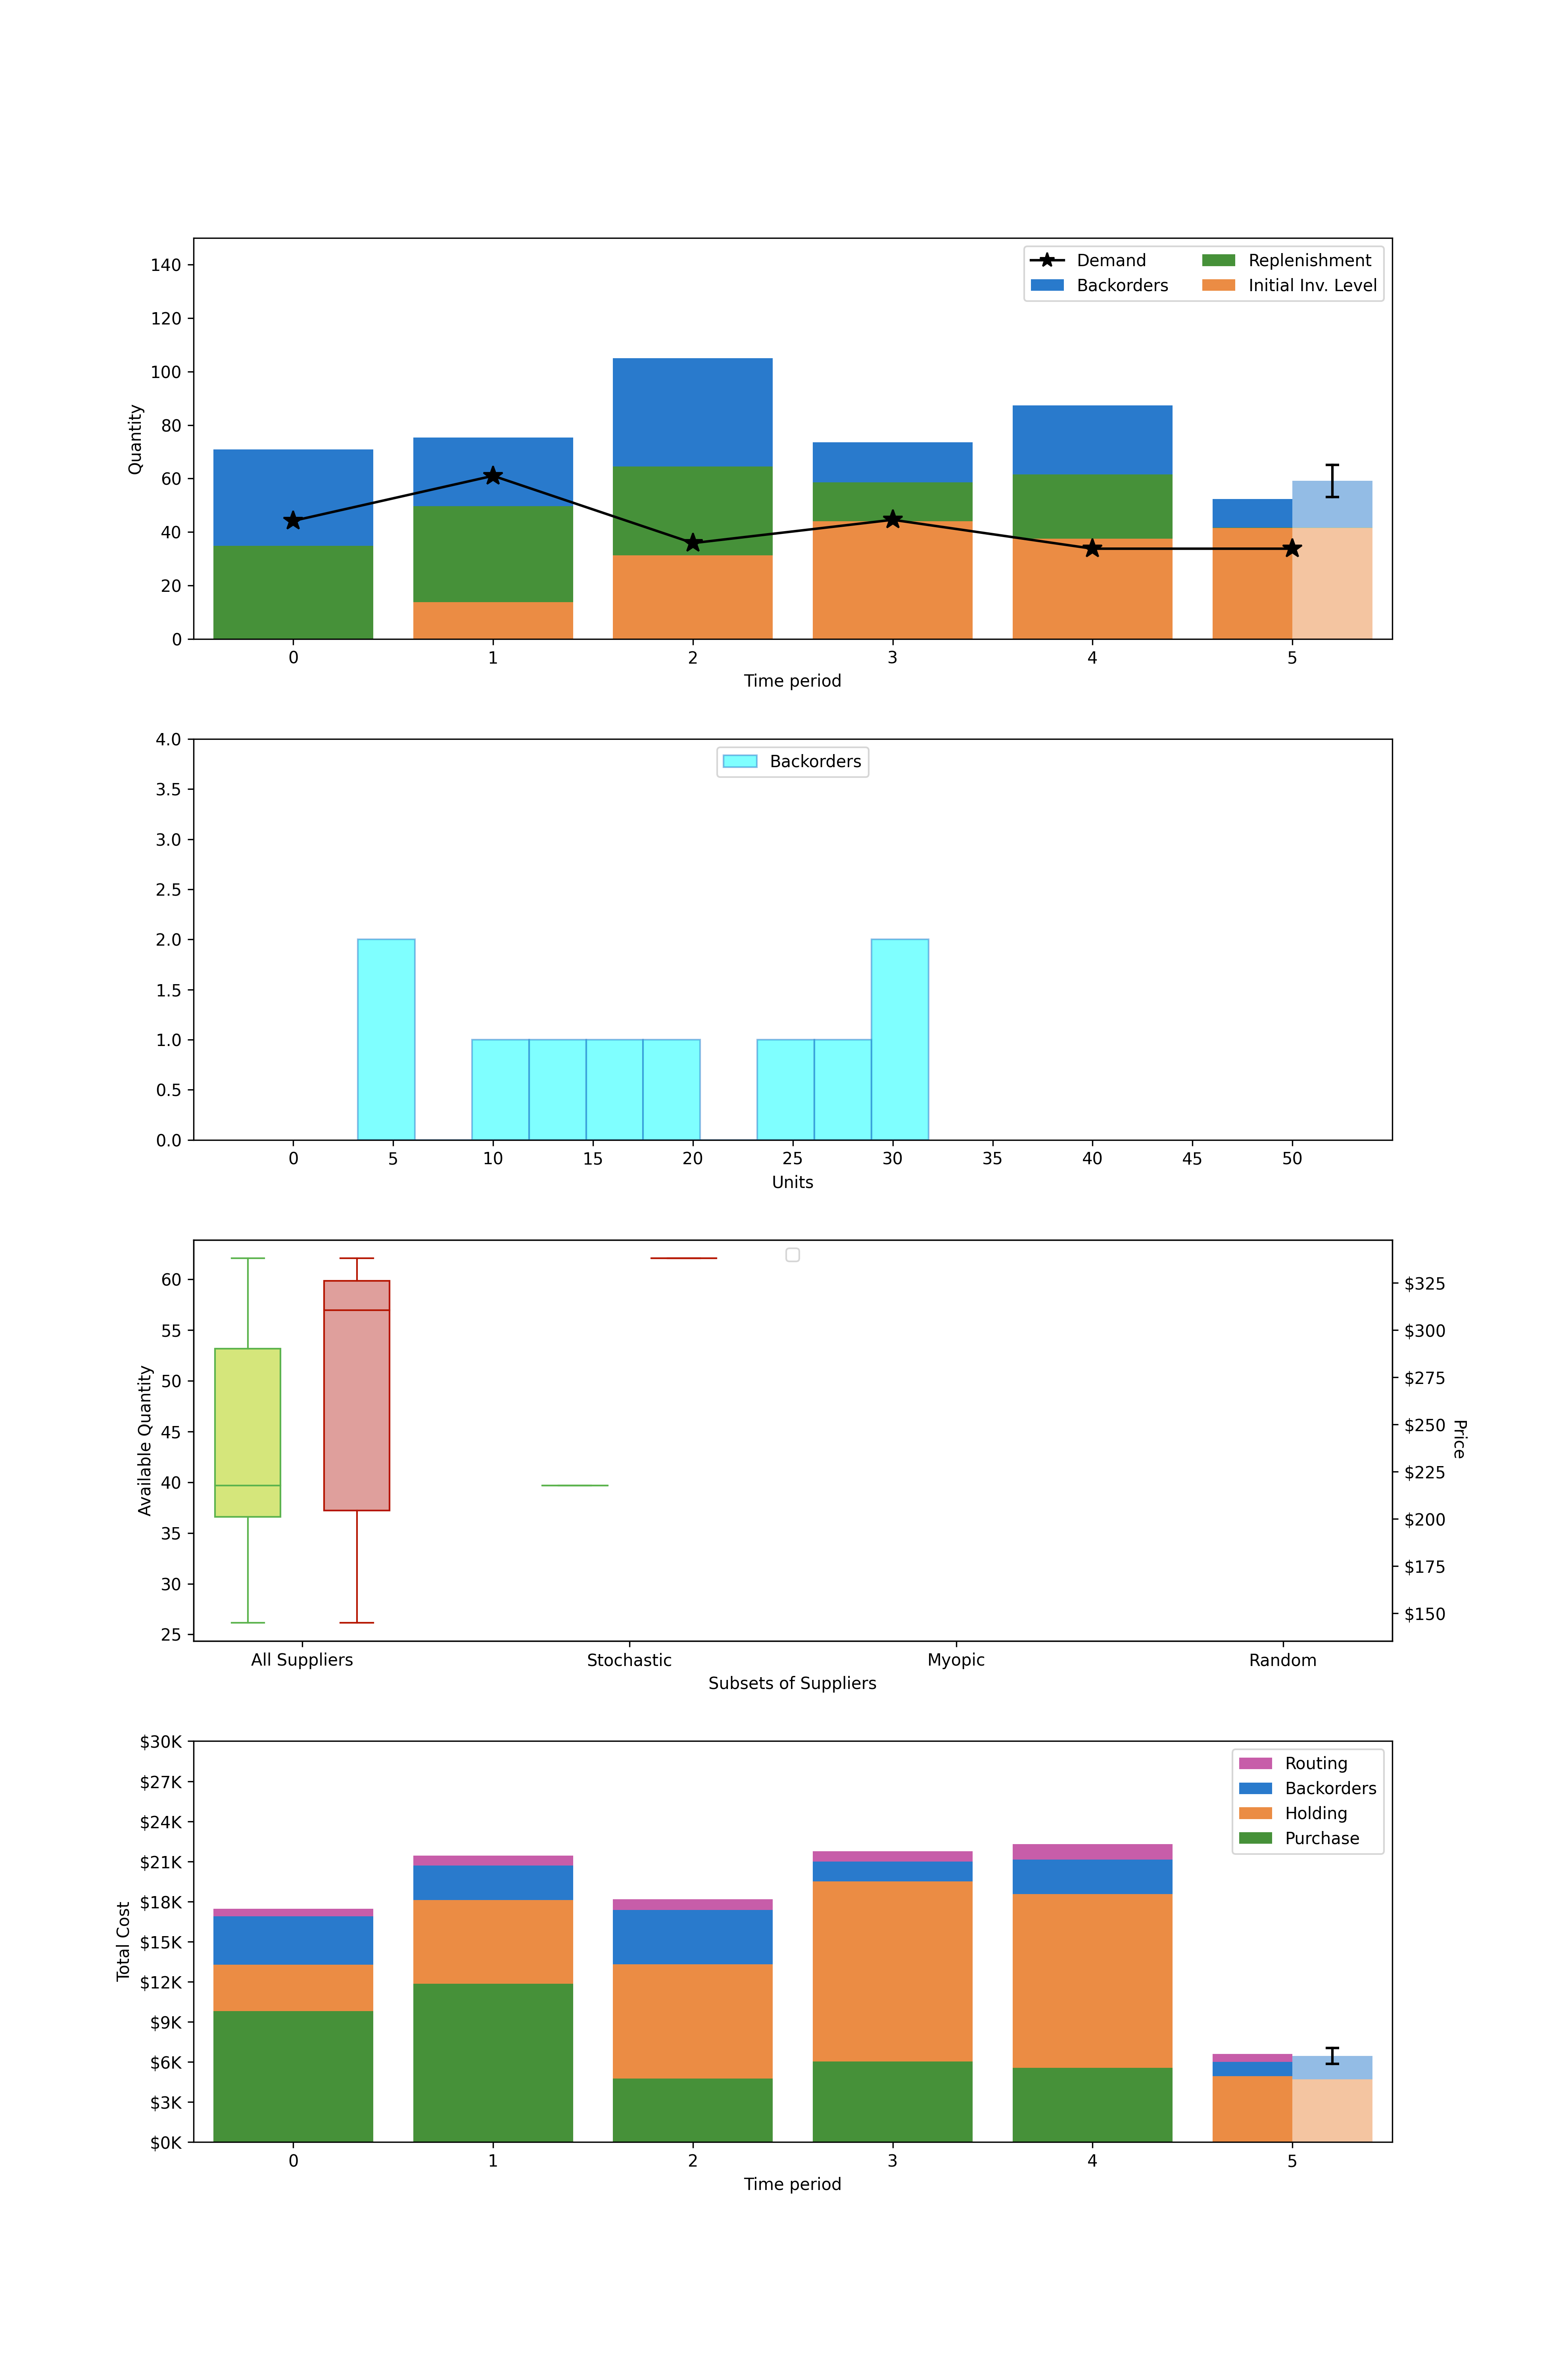 140
120
100
80
60
40
20
0
Quantity
Demand
Backorders
Replenishment
Initial Inv. Level
0 1 2 3 4 5
Time period
4.0
3.5
3.0
2.5
2.0
1.5
1.0
0.5
0.0
Backorders
0 5 10 15 20 25 30 35 40 45 50
Units
60
55
50
45
40
35
30
25
Available Quantity
$325
$300
$275
$250
$225
$200
$175
$150
Price
All Suppliers Stochastic Myopic Random
Subsets of Suppliers
$30K
$27K
$24K
$21K
$18K
$15K
$12K
$9K
$6K
$3K
$0K
Total Cost
Routing
Backorders
Holding
Purchase
0 1 2 3 4 5
Time period